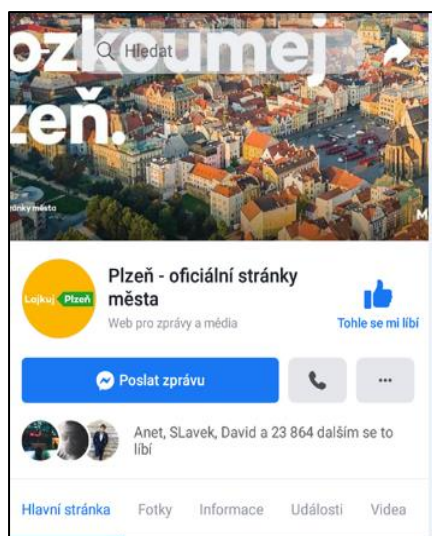 ozkoumej
Hledat
zeň.
ánky města
M
Lajkuj Plzeň
Plzeň - oficiální stránky
města
Web pro zprávy a média
Tohle se mi líbí
Poslat zprávu
Anet, SLavek, David a 23 864 dalším se to
líbí
Hlavní stránka Fotky Informace Události Videa